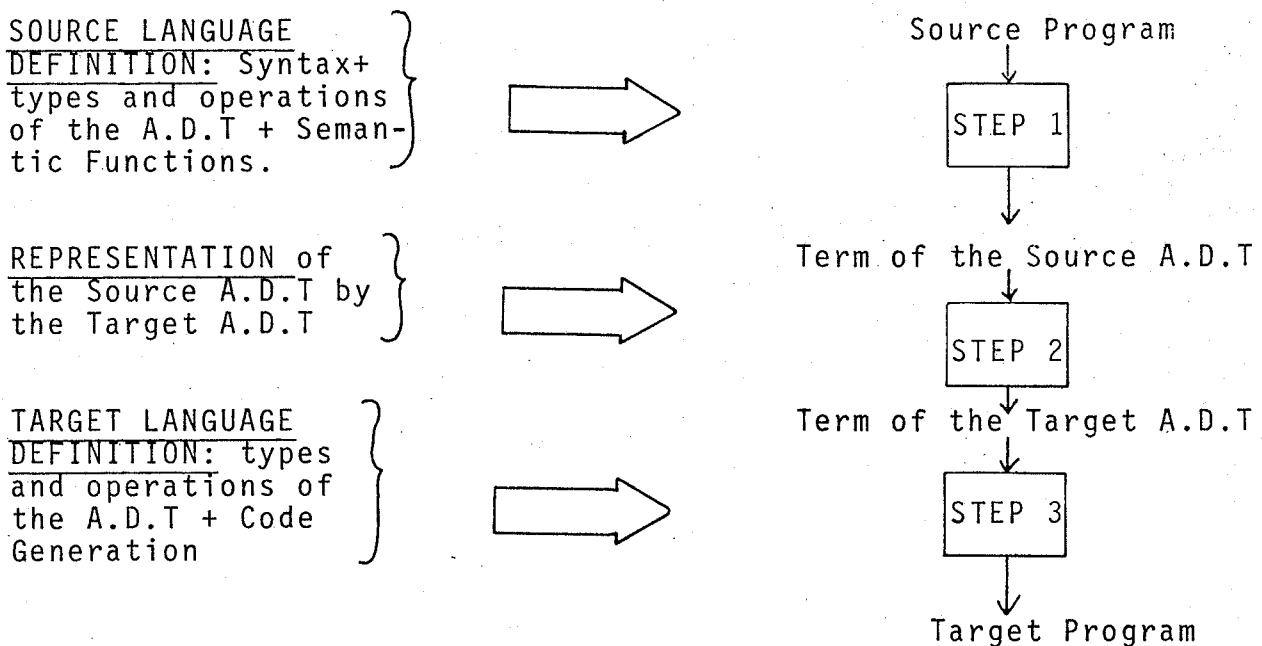 SOURCE LANGUAGE
DEFINITION: Syntax+
types and operations
of the A.D.T + Seman-
tic Functions.
REPRESENTATION of
the Source A.D.T by
the Target A.D.T
TARGET LANGUAGE
DEFINITION: types
and operations of
the A.D.T + Code
Generation
Source Program
STEP 1
Term of the Source A.D.T
STEP 2
Term of the Target A.D.T
STEP 3
Target Program